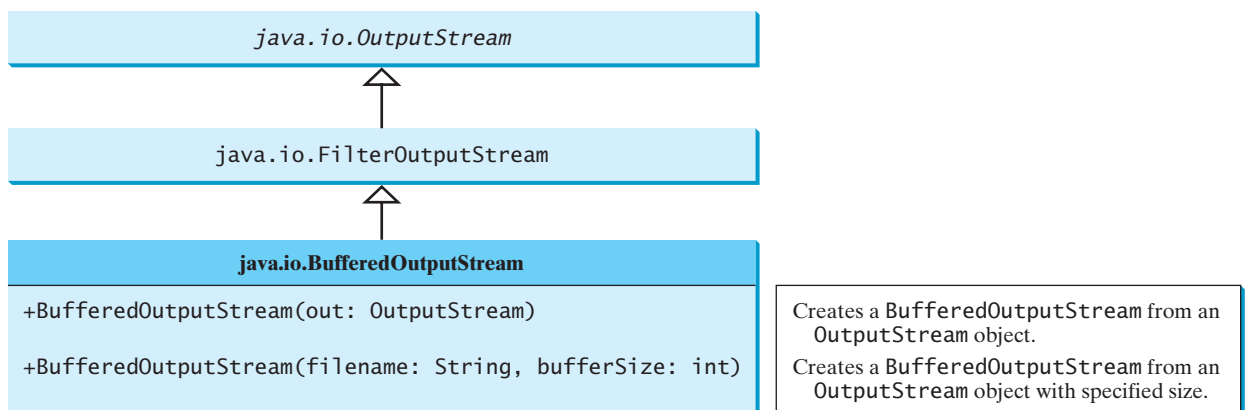 java.io.OutputStream
java.io.FilterOutputStream
java.io.BufferedOutputStream
+BufferedOutputStream(out: OutputStream)
+BufferedOutputStream(filename: String, bufferSize: int)
Creates a BufferedOutputStream from an
OutputStream object.
Creates a BufferedOutputStream from an
OutputStream object with specified size.